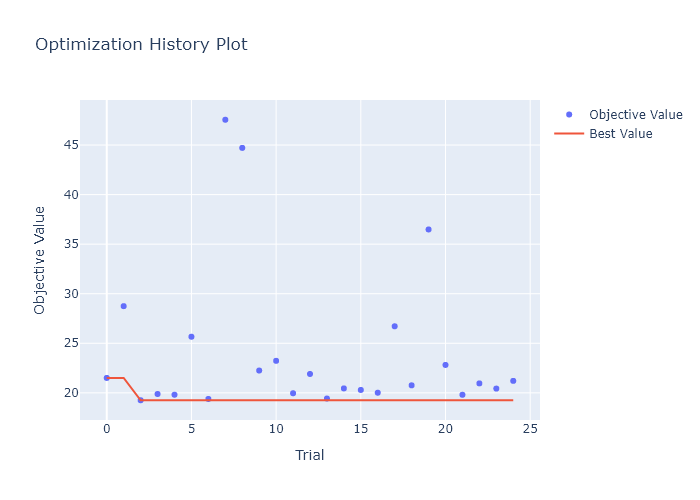 Optimization History Plot
Objective Value
Best Value
45
40
35
30
25
20
Objective Value
0
5
10
15
20
25
Trial